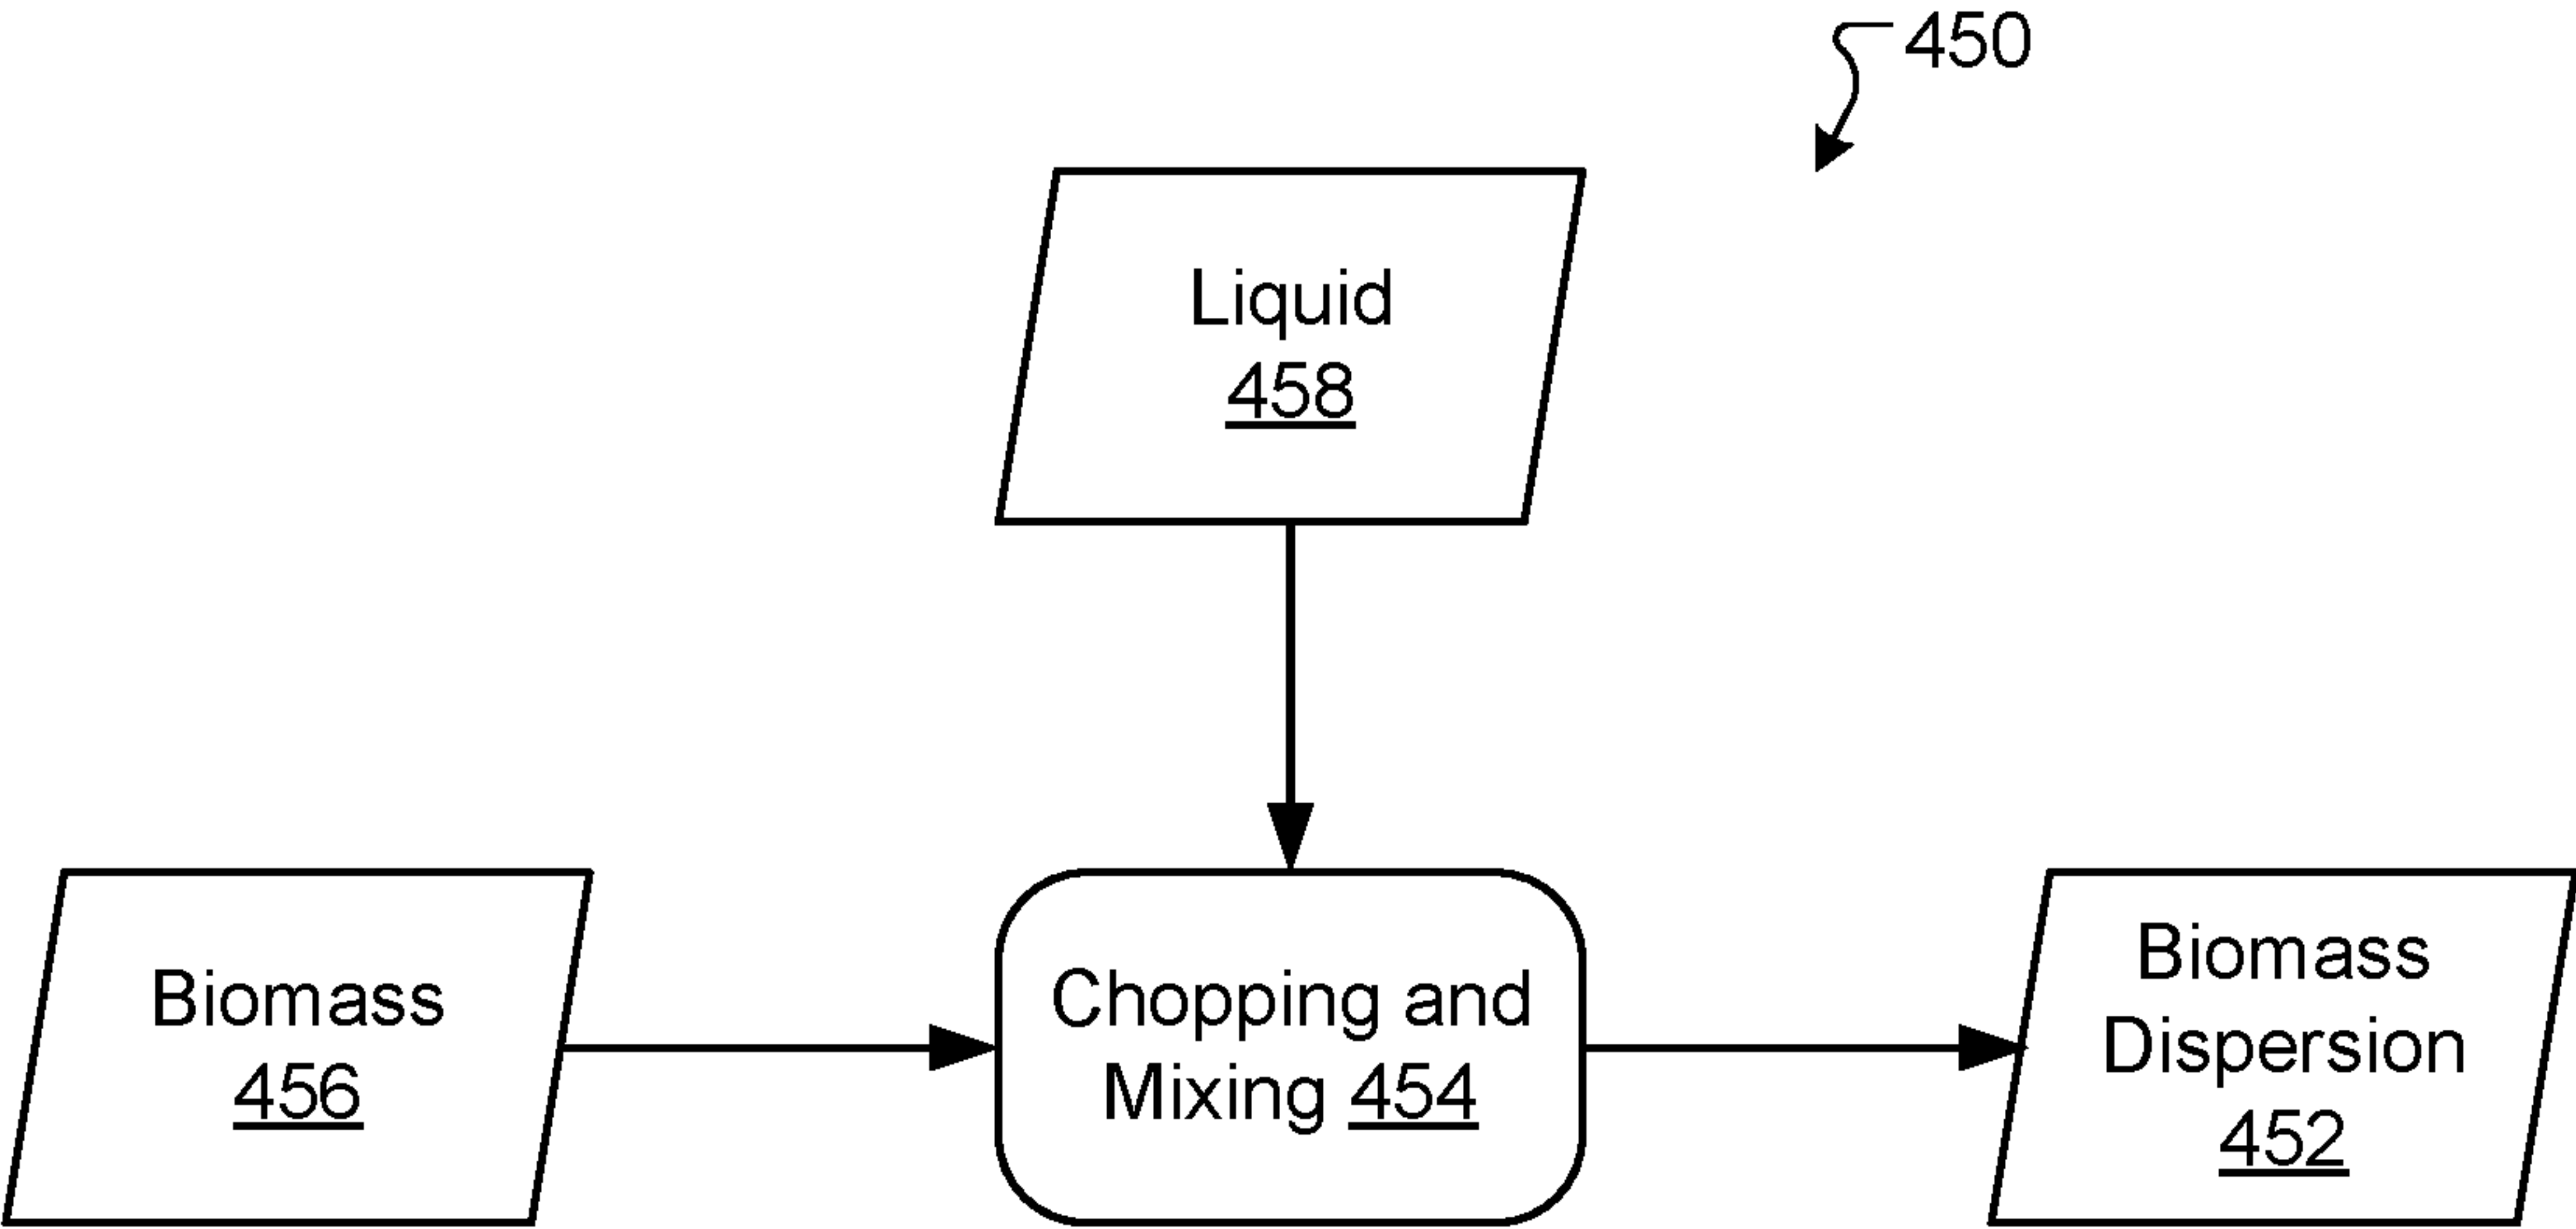 450
Liquid
458
Biomass
456
Chopping and
Mixing 454
Biomass
Dispersion
452